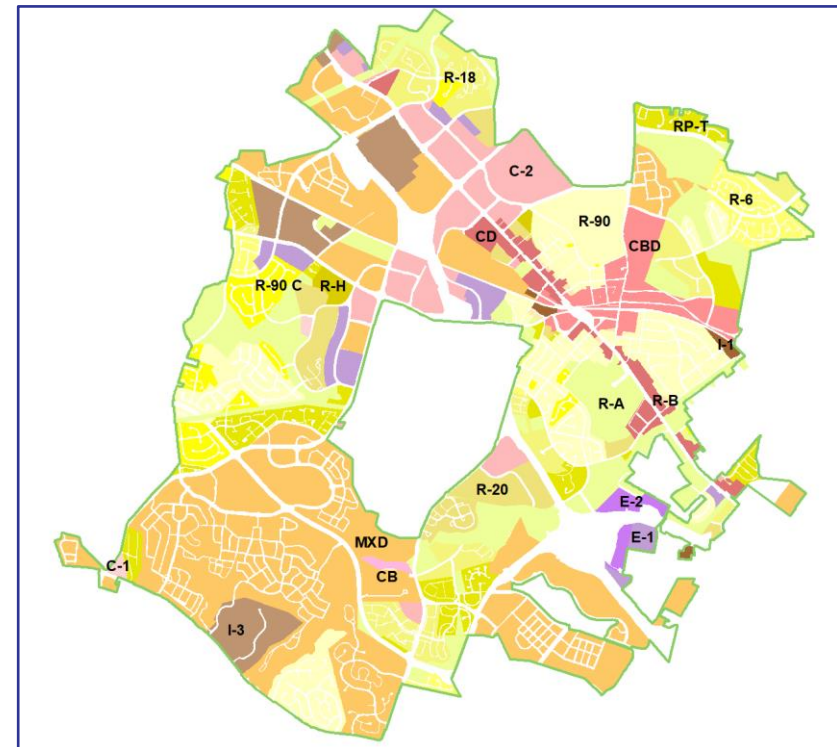 R-18
RP-T
C-2
R-6
R-90
CD
CBD
R-90 C
R-H
I-1
R-A
R-B
R-20
E-2
E-1
MXD
C-1
CB
I-3